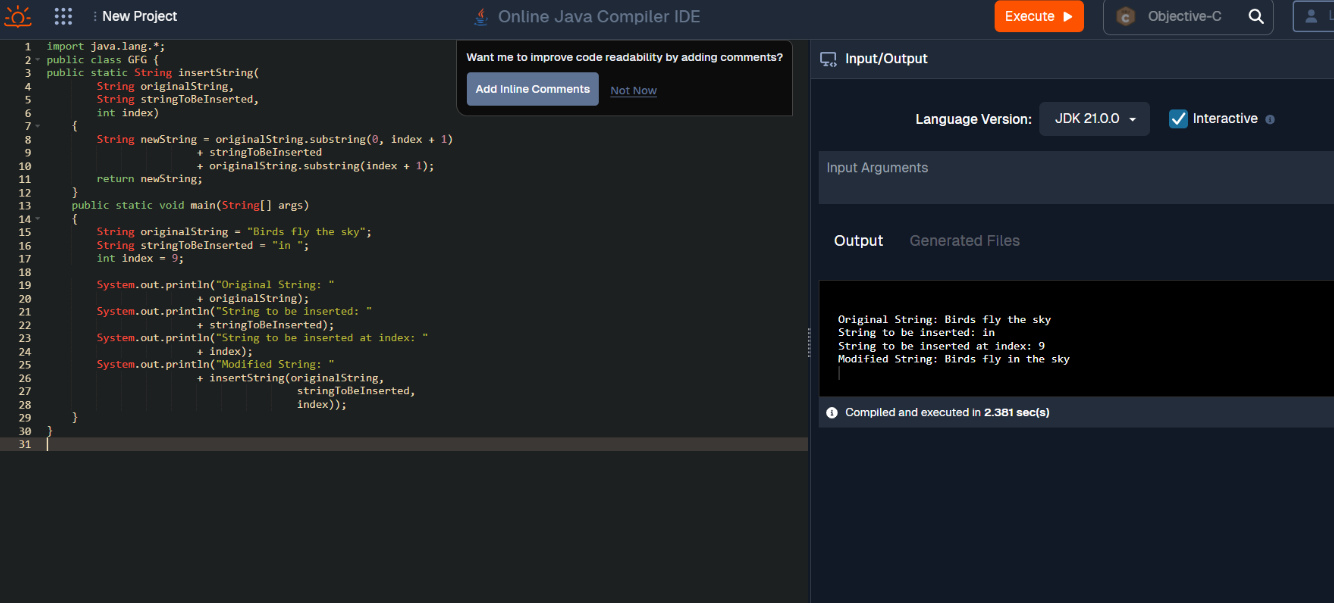 New Project
Online Java Compiler IDE
Execute
Objective-C
1 import java.lang.*;
2 public class GFG {
3 public static String insertString(
4 String originalString,
5 String stringToBeInserted,
6 int index)
7 {
8 String newString = originalString.substring(0, index + 1)
9 + stringToBeInserted
10 + originalString.substring(index + 1);
11 return newString;
12 }
13 public static void main(String[] args)
14 {
15 String originalString = "Birds fly the sky";
16 String stringToBeInserted = "in ";
17 int index = 9;
18
19 System.out.println("Original String: "
20 + originalString);
21 System.out.println("String to be inserted: "
22 + stringToBeInserted);
23 System.out.println("String to be inserted at index: "
24 + index);
25 System.out.println("Modified String: "
26 + insertString(originalString,
27 stringToBeInserted,
28 index));
29 }
30 }
31
Want me to improve code readability by adding comments?
Add Inline Comments Not Now
Input/Output
Language Version: JDK 21.0.0 Interactive
Input Arguments
Output Generated Files
Original String: Birds fly the sky
String to be inserted: in
String to be inserted at index: 9
Modified String: Birds fly in the sky
Compiled and executed in 2.381 sec(s)